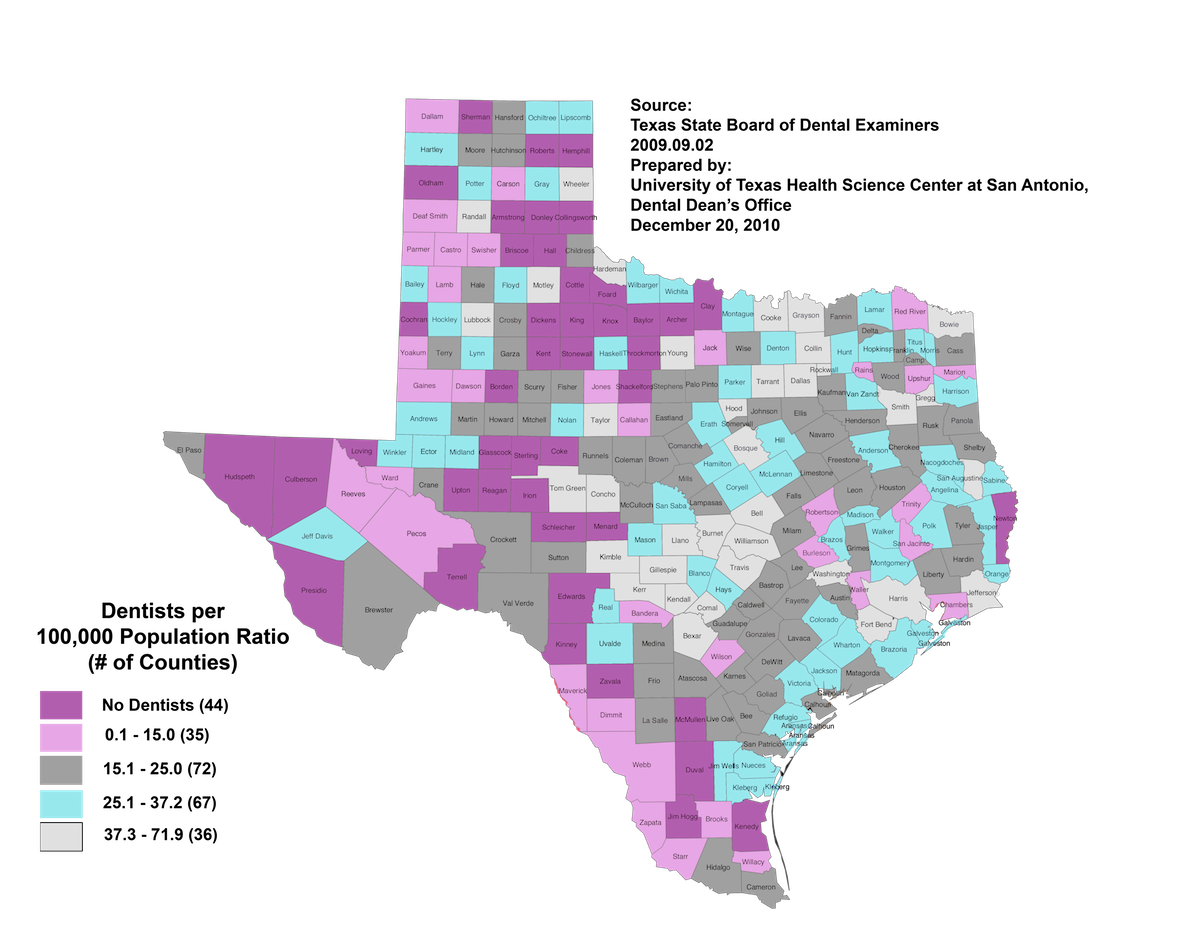 Source:
Texas State Board of Dental Examiners
2009.09.02
Prepared by:
University of Texas Health Science Center at San Antonio,
Dental Dean's Office
December 20, 2010
Dallam Sherman Hansford Ochiltree Lipscomb
Hartley Moore Hutchinson Roberts Hemphill
Oldham Potter Carson Gray Wheeler
Deaf Smith Randall Armstrong Donley Collingsworth
Parmer Castro Swisher Briscoe Hall Childress
Hardeman
Bailey Lamb Hale Floyd Motley Cottle Foard Wilbarger Wichita
Clay Montague Cooke Grayson Fannin Lamar Red River Bowie
Cochran Hockley Lubbock Crosby Dickens King Knox Baylor Archer
Delta Titus Hopkins Franklin Morris Cass Camp
Yoakum Terry Lynn Garza Kent Stonewall Haskell Throckmorton Young Jack Wise Denton Collin Hunt
Rockwall Rains Wood Upshur Marion
Gaines Dawson Borden Scurry Fisher Jones Shackelford Stephens Palo Pinto Parker Tarrant Dallas Kaufman Van Zandt Gregg Harrison
Smith
Andrews Martin Howard Mitchell Nolan Taylor Callahan Eastland Erath Hood Somervell Johnson Ellis Henderson Rusk Panola
Navarro
El Paso Loving Winkler Ector Midland Glasscock Sterling Coke Runnels Coleman Brown Comanche Bosque Hill Freestone Anderson Cherokee Shelby
Nacogdoches
Hudspeth Culberson Reeves Ward Crane Upton Reagan Irion Tom Green Concho McCulloch San Saba Mills Hamilton Coryell McLennan Limestone Leon Houston Angelina San Augustine Sabine
Lampasas Falls Robertson Trinity
Newton
Jeff Davis Pecos Crockett Schleicher Menard Mason Llano Burnet Bell Milam Madison Walker Polk Tyler Jasper
Brazos San Jacinto
Williamson Burleson Grimes
Sutton Kimble Gillespie Blanco Travis Lee Washington Montgomery Liberty Hardin Orange
Presidio Brewster Terrell Val Verde Edwards Real Kerr Kendall Hays Bastrop Austin Waller Harris Chambers Jefferson
Bandera Comal Caldwell Fayette
Guadalupe Colorado Fort Bend Galveston
Galveston
Galveston
Kinney Uvalde Medina Bexar Gonzales Lavaca Wharton Brazoria
Wilson DeWitt
Maverick Zavala Frio Atascosa Karnes Victoria Jackson Matagorda
Goliad Calhoun
Calhoun
Dimmit La Salle McMullen Live Oak Bee Refugio
Aransas
Calhoun
Aransas
Aransas
San Patricio
Webb Duval Jim Wells Nueces
Kleberg Kleberg
Zapata Jim Hogg Brooks Kenedy
Starr Hidalgo Willacy
Cameron
Dentists per
100,000 Population Ratio
(# of Counties)
No Dentists (44)
0.1 - 15.0 (35)
15.1 - 25.0 (72)
25.1 - 37.2 (67)
37.3 - 71.9 (36)